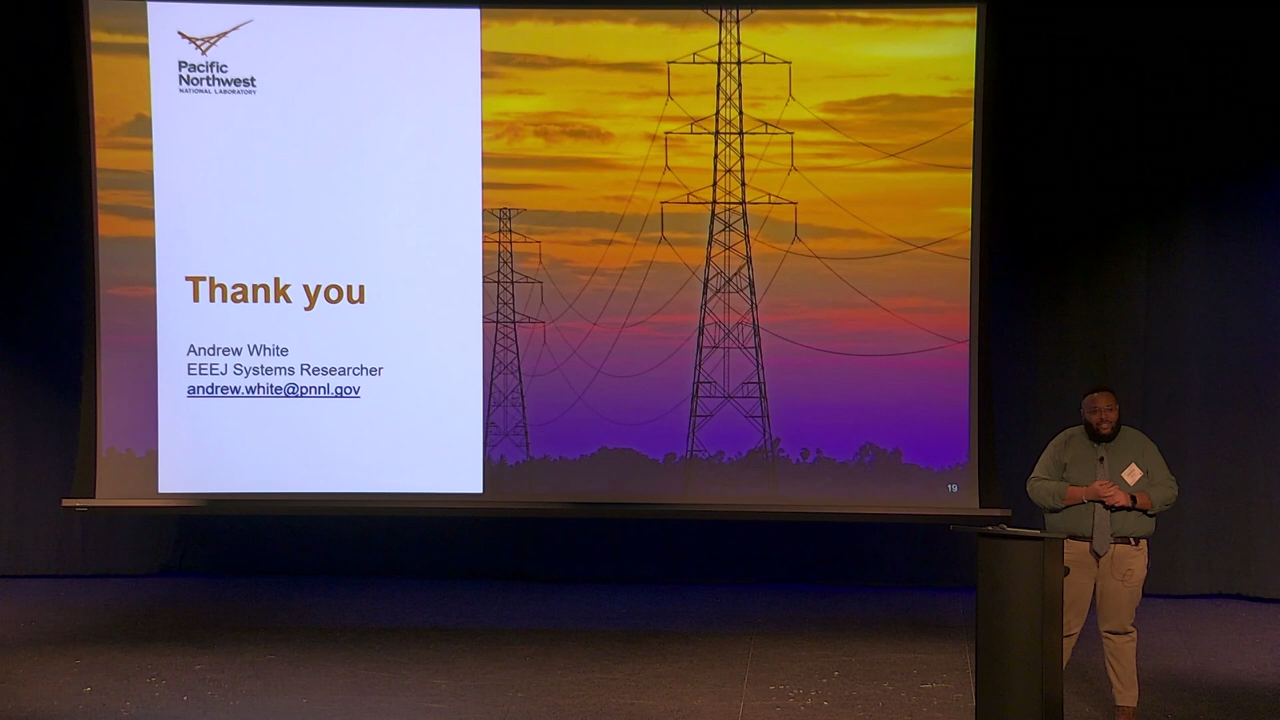 Pacific
Northwest
NATIONAL LABORATORY
Thank you
Andrew White
EEEJ Systems Researcher
andrew.white@pnnl.gov
19